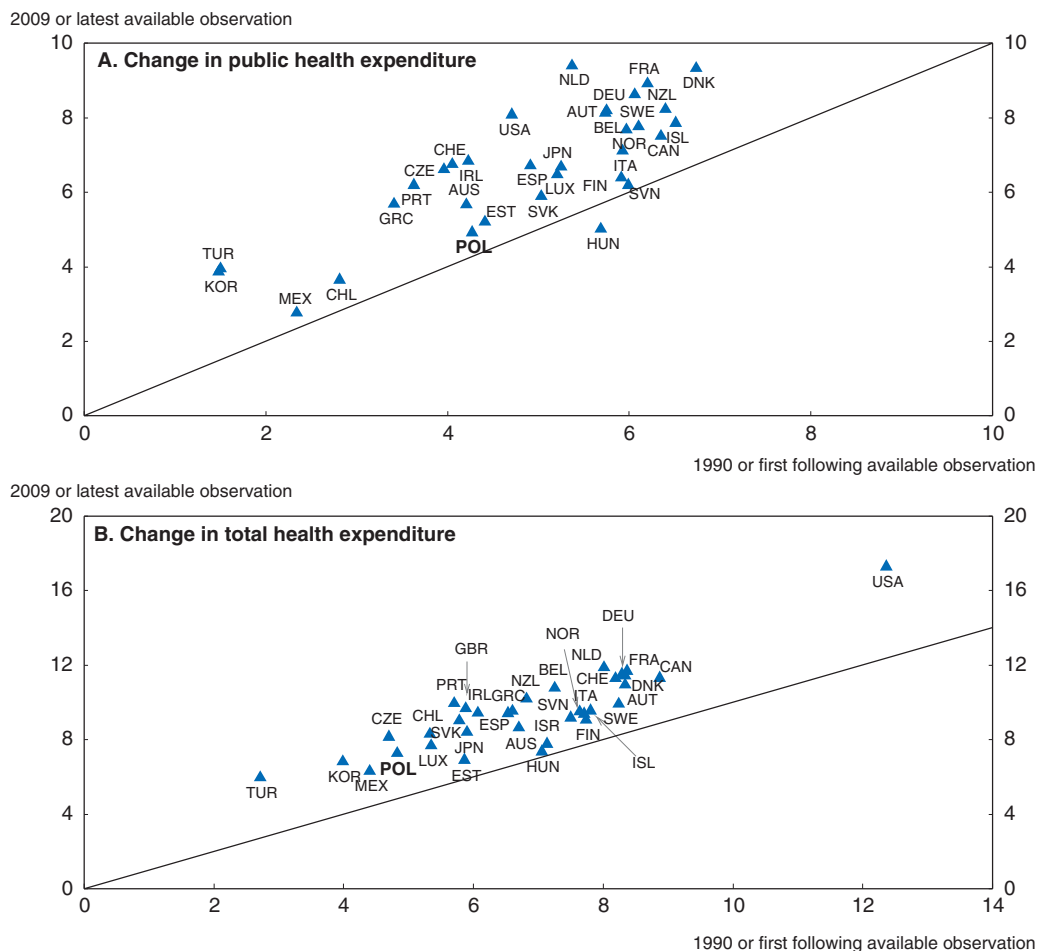 2009 or latest available observation
10 10
A. Change in public health expenditure
FRA
NLD DNK
DEU NZL
8 AUT SWE 8
USA BEL ISL
NOR CAN
CHE JPN
CZE IRL ITA
6 PRT AUS ESP LUX FIN SVN 6
GRC EST SVK
POL HUN
TUR
4 4
KOR
MEX CHL
2 2
0 0
0 2 4 6 8 10
1990 or first following available observation
2009 or latest available observation
20 20
B. Change in total health expenditure
16 USA 16
DEU
NOR
GBR
12 NLD FRA CAN 12
BEL CHE
NZL DNK
PRT IRL GRC SVN ITA AUT
CZE CHL ESP SWE
SVK ISR FIN
8 JPN AUS 8
LUX HUN ISL
POL
KOR EST
MEX
TUR
4 4
0 0
0 2 4 6 8 10 12 14
1990 or first following available observation